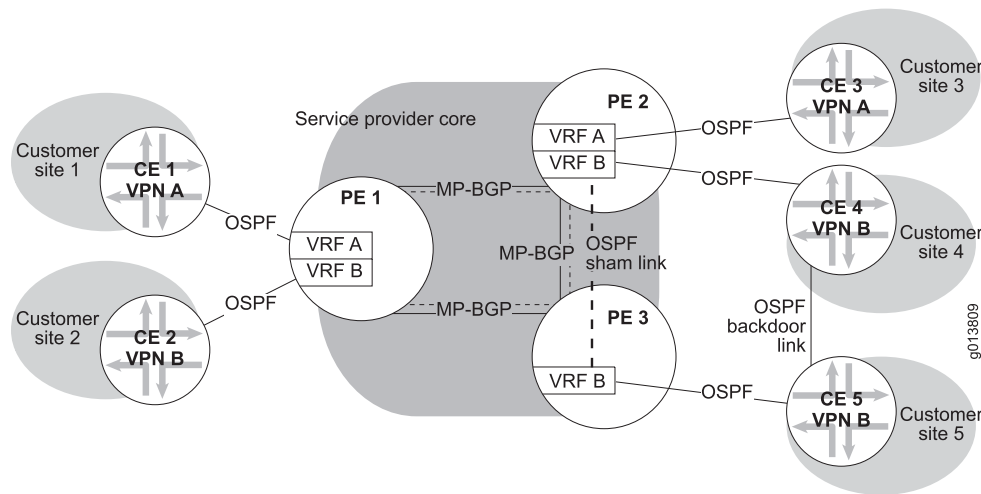 Service provider core
Customer
site 1
CE 1
VPN A
OSPF
Customer
site 2
CE 2
VPN B
OSPF
PE 1
VRF A
VRF B
MP-BGP
MP-BGP
MP-BGP
OSPF
sham link
PE 2
VRF A
VRF B
PE 3
VRF B
OSPF
OSPF
OSPF
CE 3
VPN A
Customer
site 3
CE 4
VPN B
Customer
site 4
OSPF
backdoor
link
CE 5
VPN B
Customer
site 5
g013809